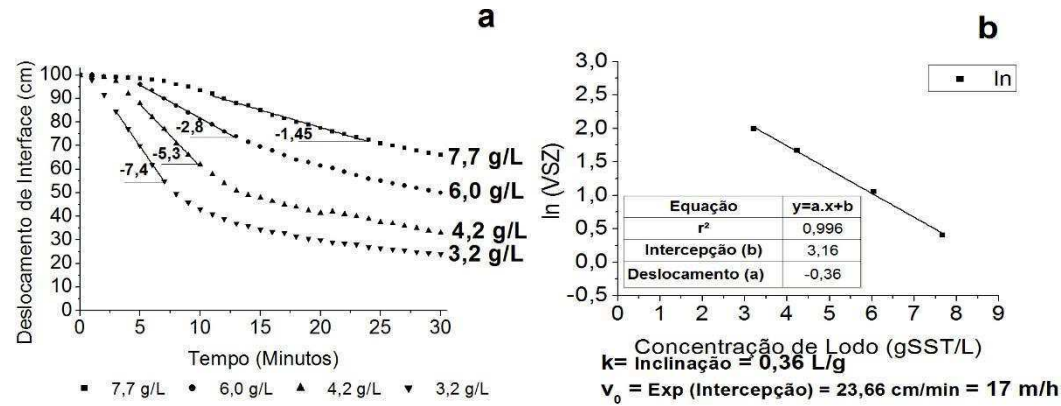 a
Deslocamento de Interface (cm)
100
90
80
70
60
50
40
30
20
10
0
-1,45
-2,8
-5,3
-7,4
7,7 g/L
6,0 g/L
4,2 g/L
3,2 g/L
0 5 10 15 20 25 30
Tempo (Minutos)
7,7 g/L 6,0 g/L 4,2 g/L 3,2 g/L
b
ln (VSZ)
3,0
2,5
2,0
1,5
1,0
0,5
0,0
-0,5
ln
Equação y=a.x+b
r² 0,996
Intercepção (b) 3,16
Deslocamento (a) -0,36
0 1 2 3 4 5 6 7 8 9
Concentração de Lodo (gSST/L)
k= Inclinação = 0,36 L/g
v₀ = Exp (Intercepção) = 23,66 cm/min = 17 m/h